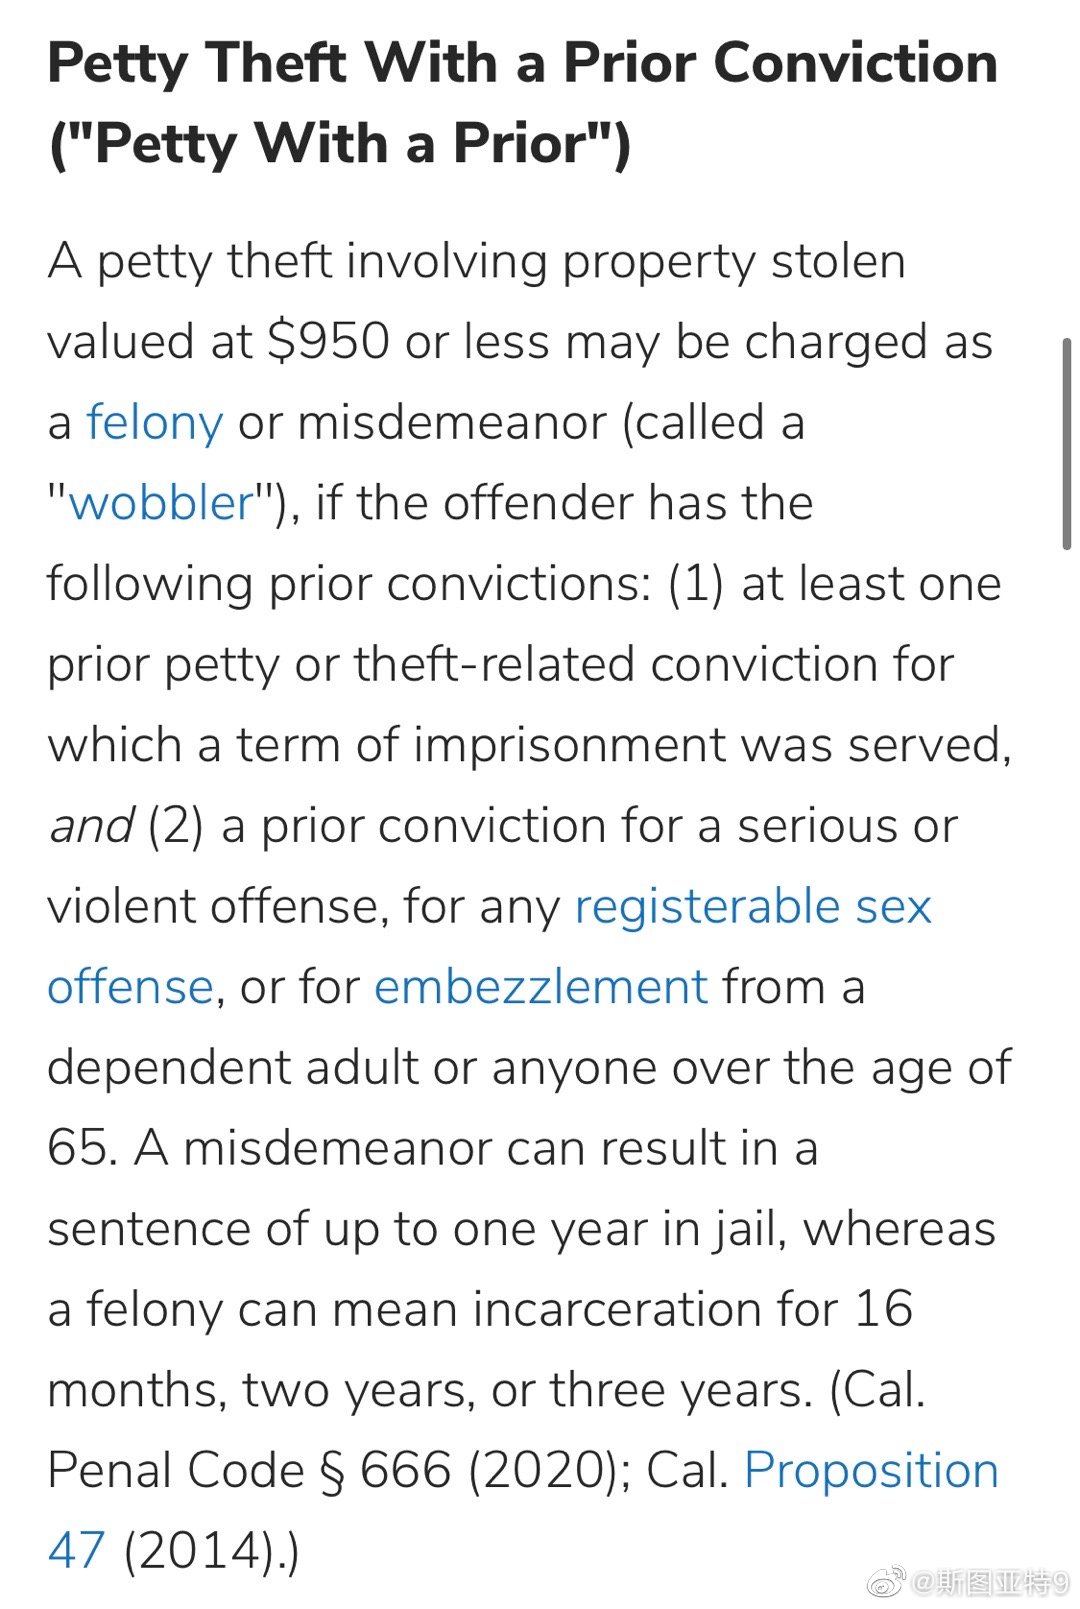 Petty Theft With a Prior Conviction
("Petty With a Prior")
A petty theft involving property stolen
valued at $950 or less may be charged as
a felony or misdemeanor (called a
"wobbler"), if the offender has the
following prior convictions: (1) at least one
prior petty or theft-related conviction for
which a term of imprisonment was served,
and (2) a prior conviction for a serious or
violent offense, for any registerable sex
offense, or for embezzlement from a
dependent adult or anyone over the age of
65. A misdemeanor can result in a
sentence of up to one year in jail, whereas
a felony can mean incarceration for 16
months, two years, or three years. (Cal.
Penal Code § 666 (2020); Cal. Proposition
47 (2014).)
@斯图亚特9